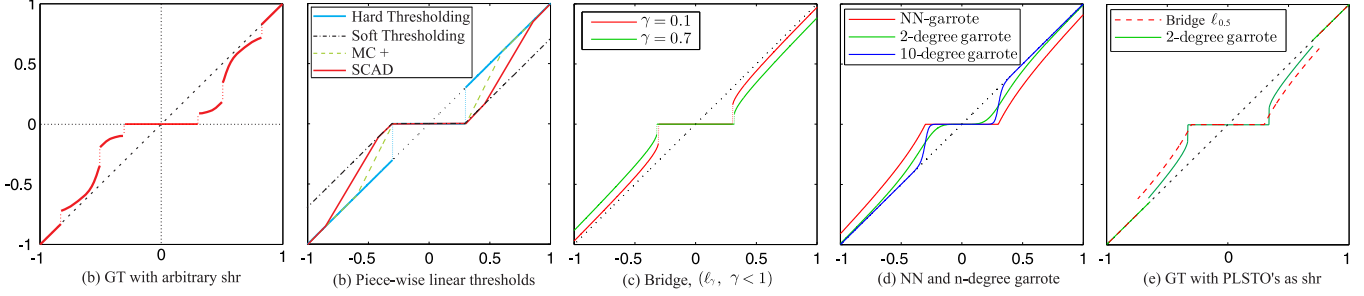 1
0.5
0
-0.5
-1
-1
0
1
(b) GT with arbitrary shr
Hard Thresholding
Soft Thresholding
MC +
SCAD
-1
-0.5
0
0.5
1
(b) Piece-wise linear thresholds
γ = 0.1
γ = 0.7
-1
-0.5
0
0.5
1
(c) Bridge, (ℓγ, γ < 1)
NN-garrote
2-degree garrote
10-degree garrote
-1
-0.5
0
0.5
1
(d) NN and n-degree garrote
Bridge ℓ0.5
2-degree garrote
-1
0
1
(e) GT with PLSTO's as shr